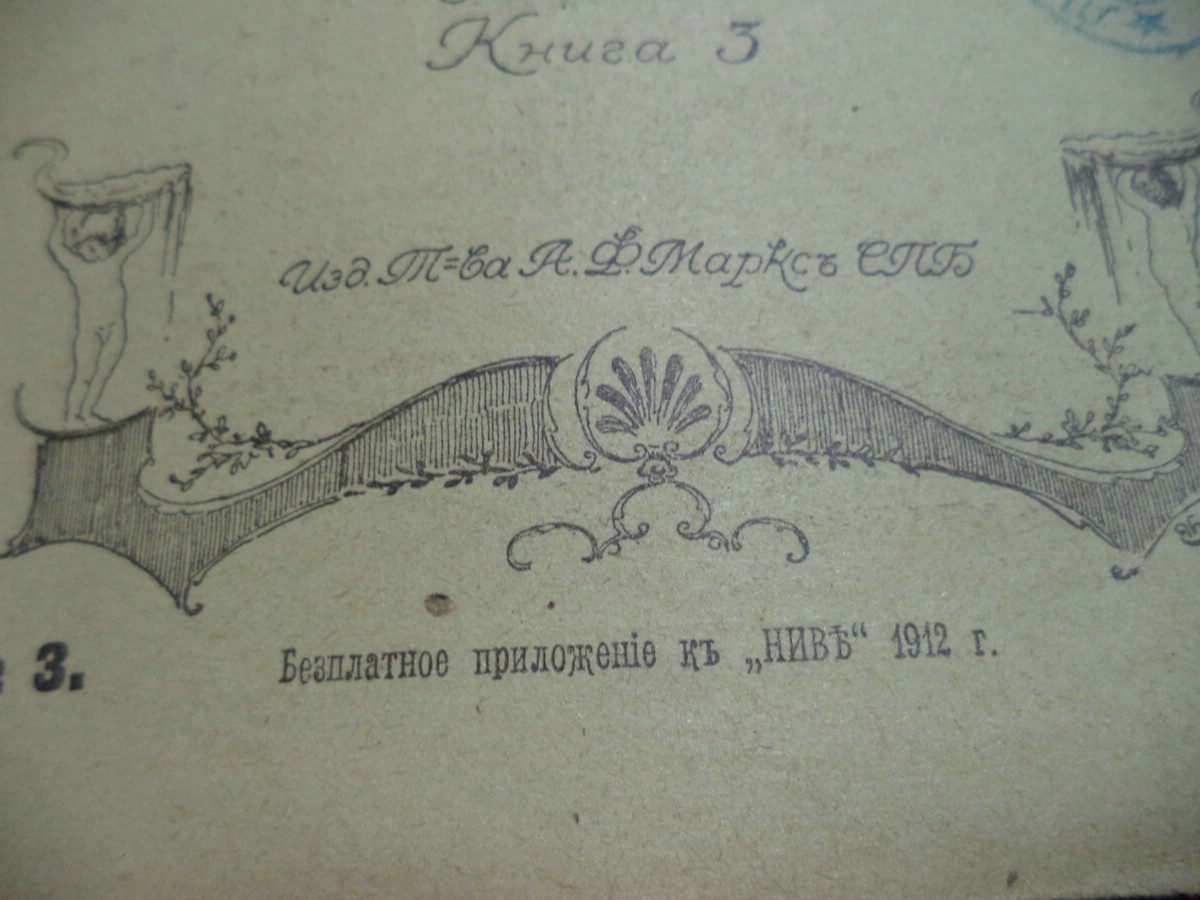 Книга 3
Изд. Т=ва А. Ф. Марксъ СПБ
3.
Безплатное приложеніе къ „НИВѢ“ 1912 г.